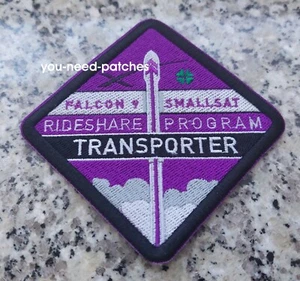 you-need-patches
FALCON 9 SMALLSAT
RIDESHARE PROGRAM
TRANSPORTER